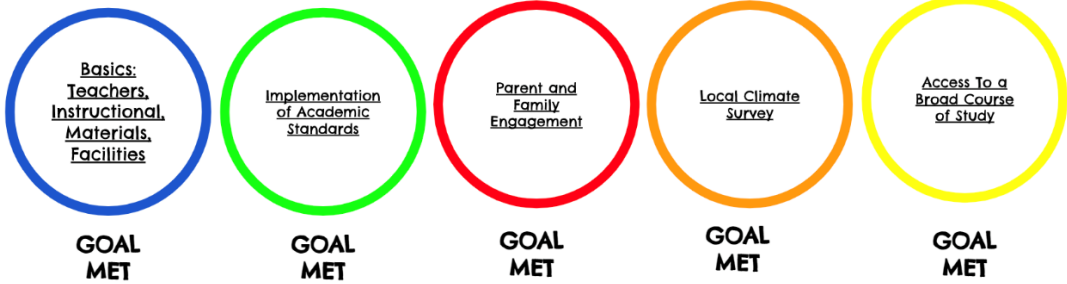 Basics:
Teachers,
Instructional,
Materials,
Facilities
GOAL
MET
Implementation
of Academic
Standards
GOAL
MET
Parent and
Family
Engagement
GOAL
MET
Local Climate
Survey
GOAL
MET
Access To a
Broad Course
of Study
GOAL
MET